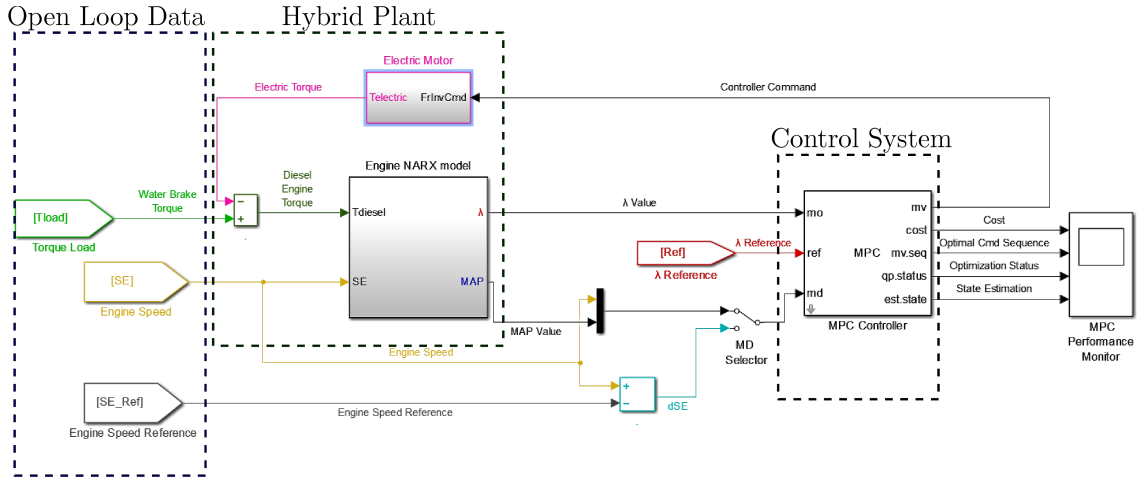 Open Loop Data
Hybrid Plant
Electric Motor
Electric Torque
Telectric
FrInvCmd
Controller Command
Control System
Engine NARX model
Diesel
Engine
Torque
Water Brake
Torque
[Tload]
Torque Load
−
+
Tdiesel
λ
SE
MAP
λ Value
[Ref]
λ Reference
λ Reference
mo
ref
md
MPC
mv
cost
mv.seq
qp.status
est.state
MPC Controller
Cost
Optimal Cmd Sequence
Optimization Status
State Estimation
MPC
Performance
Monitor
[SE]
Engine Speed
MAP Value
Engine Speed
MD
Selector
[SE_Ref]
Engine Speed Reference
Engine Speed Reference
+
−
dSE